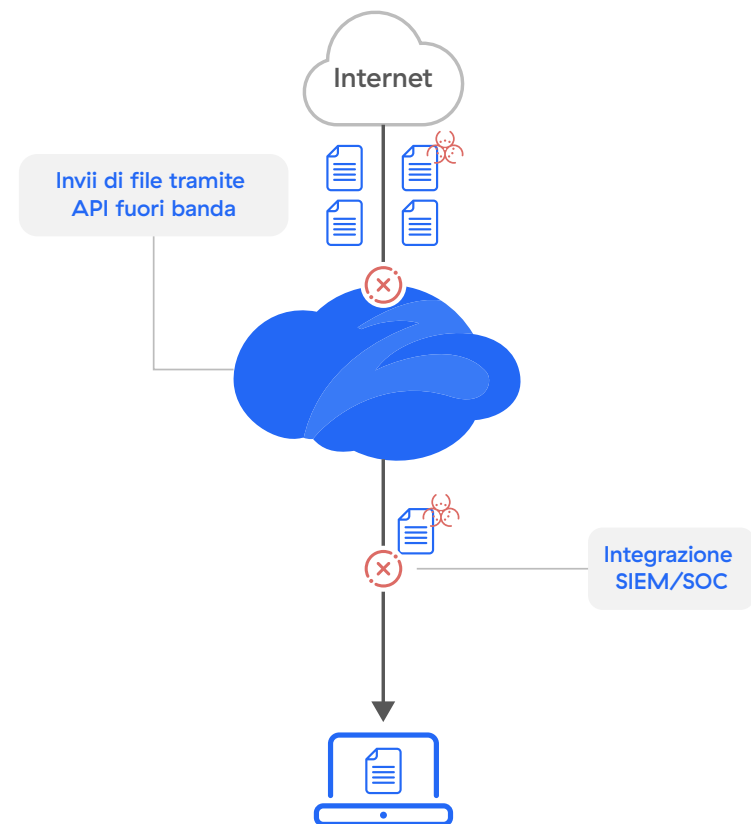 Internet
Invii di file tramite
API fuori banda
Integrazione
SIEM/SOC